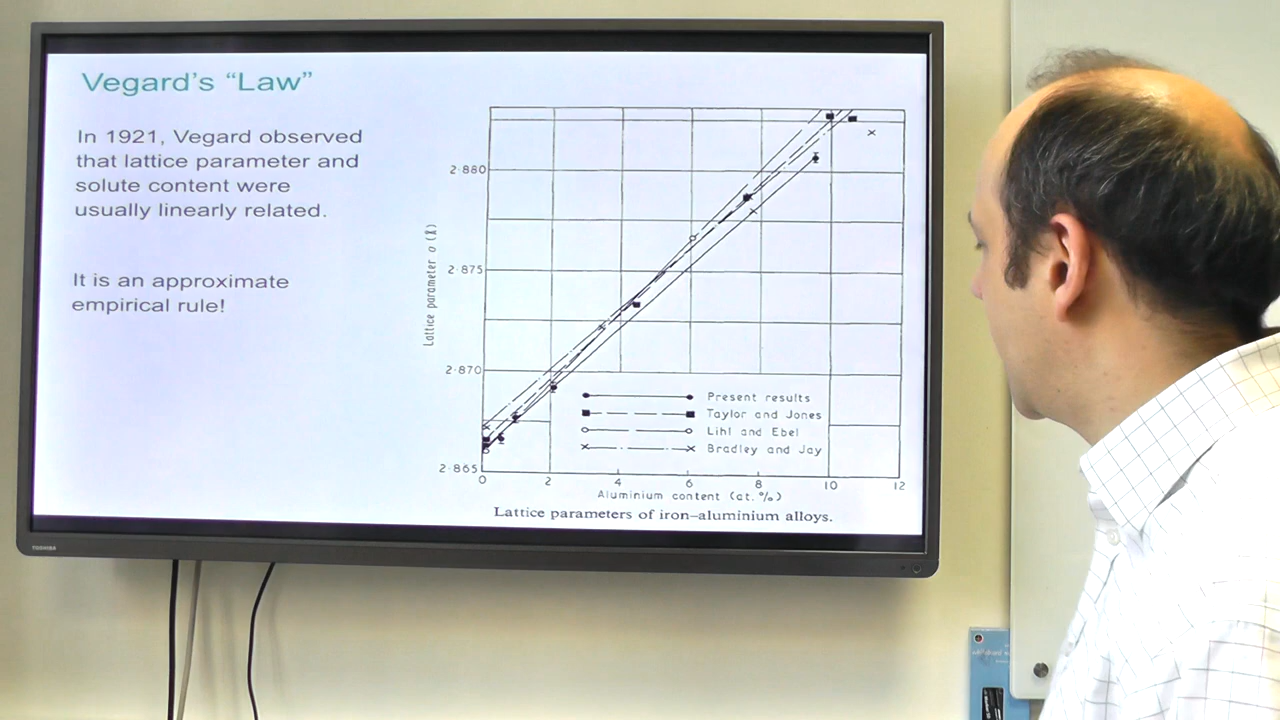 Vegard's "Law"
In 1921, Vegard observed
that lattice parameter and
solute content were
usually linearly related.
It is an approximate
empirical rule!
Lattice parameter a (Å)
2·880
2·875
2·870
2·865
0 2 4 6 8 10 12
Present results
Taylor and Jones
Lihl and Ebel
Bradley and Jay
Aluminium content (at. %)
Lattice parameters of iron–aluminium alloys.
TOSHIBA